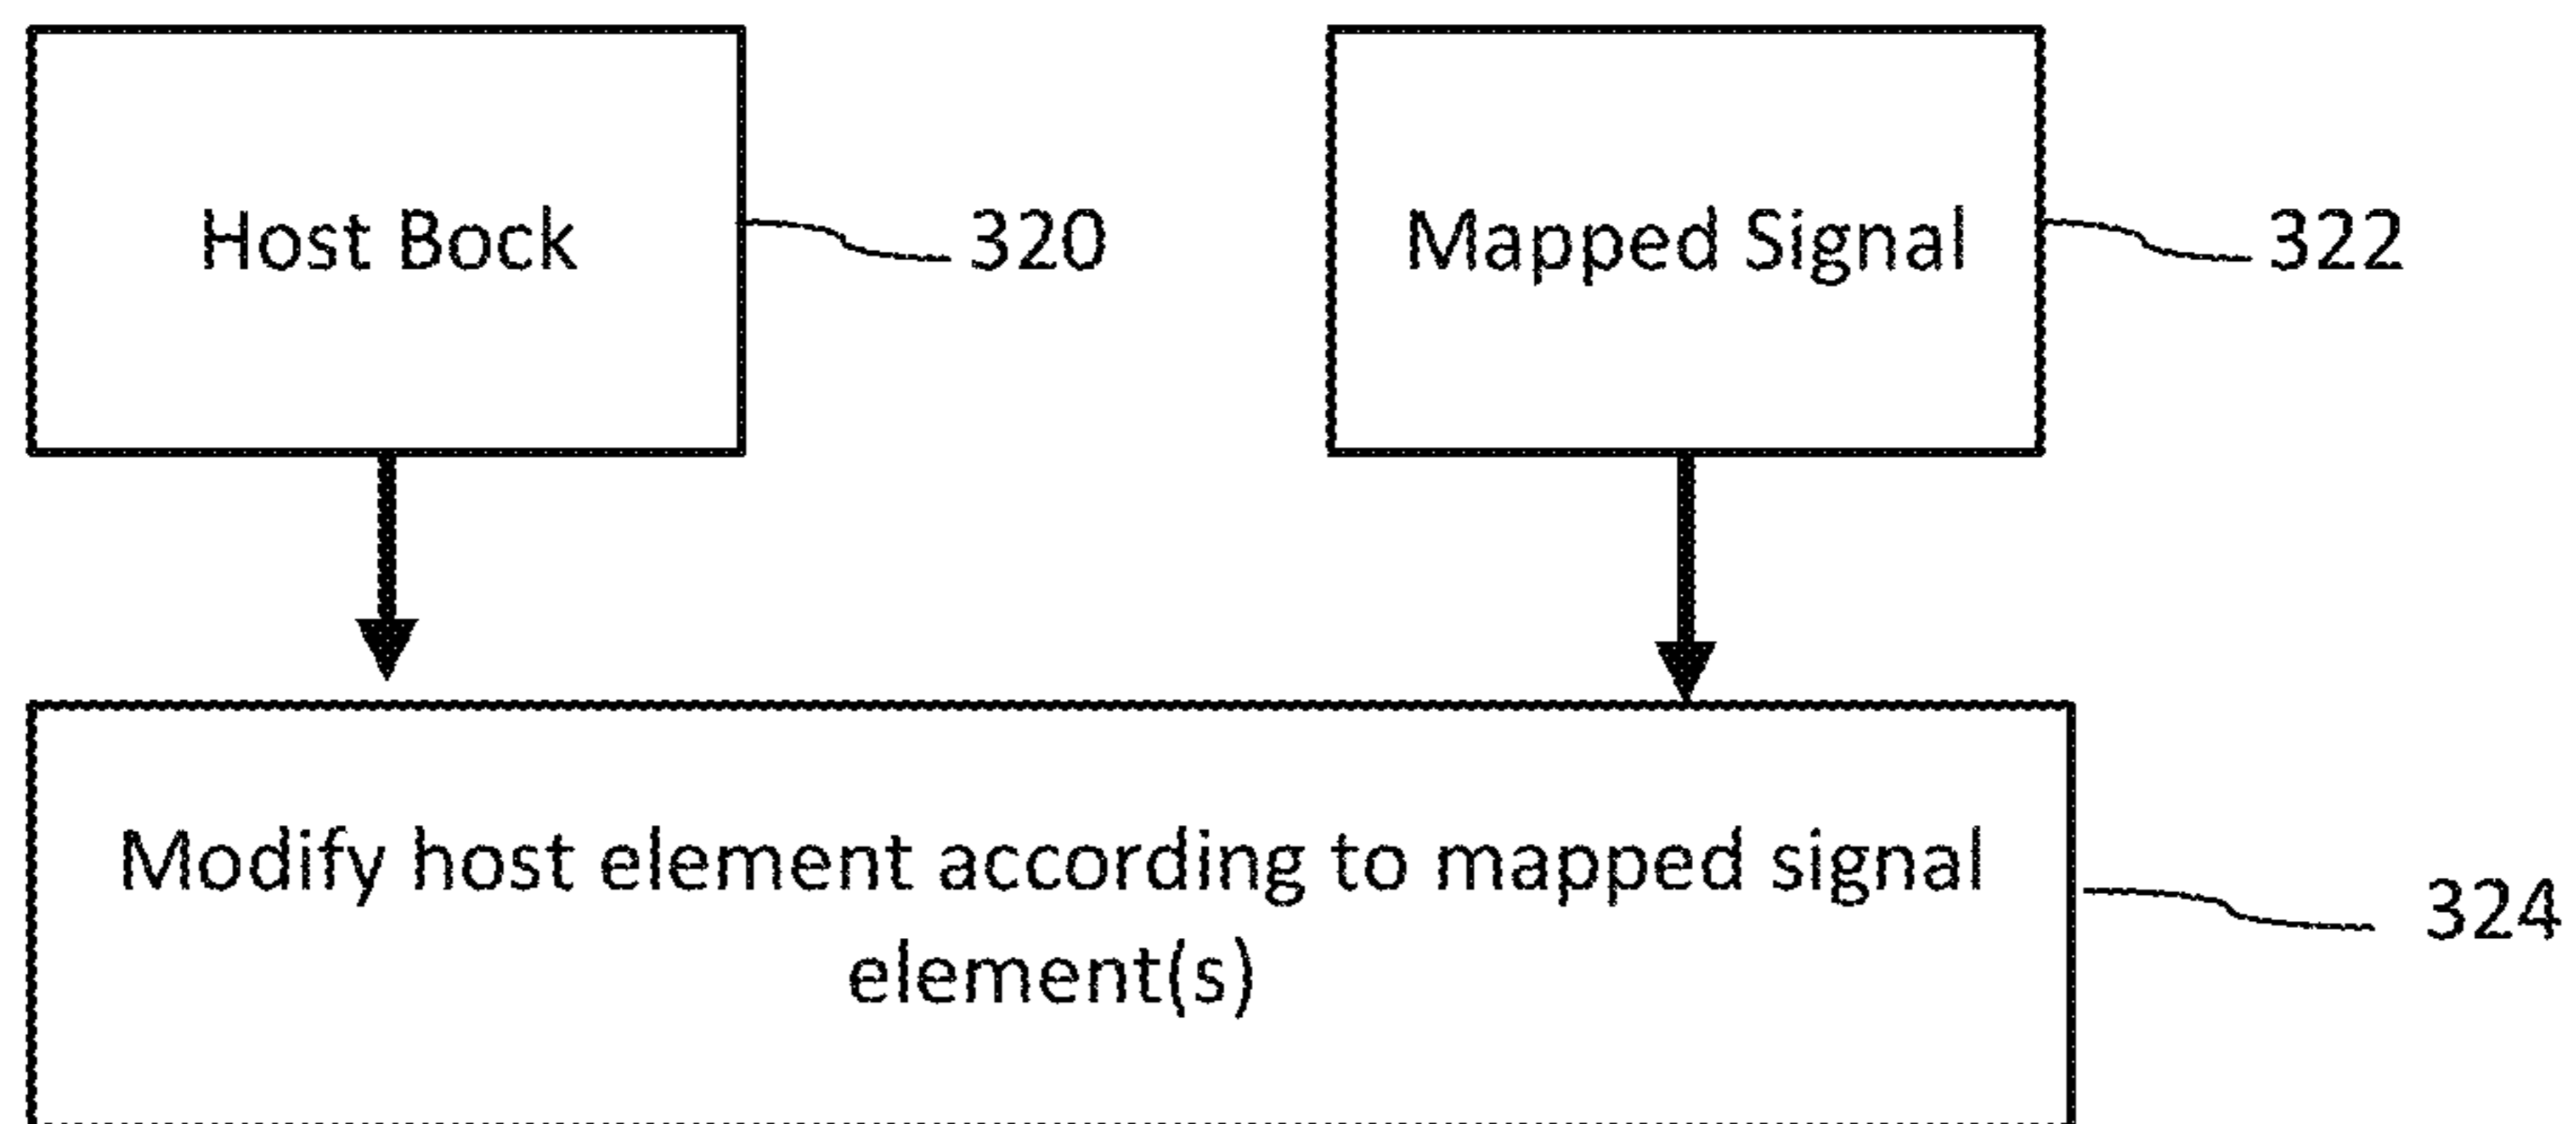 Host Bock
320
Mapped Signal
322
Modify host element according to mapped signal
element(s)
324